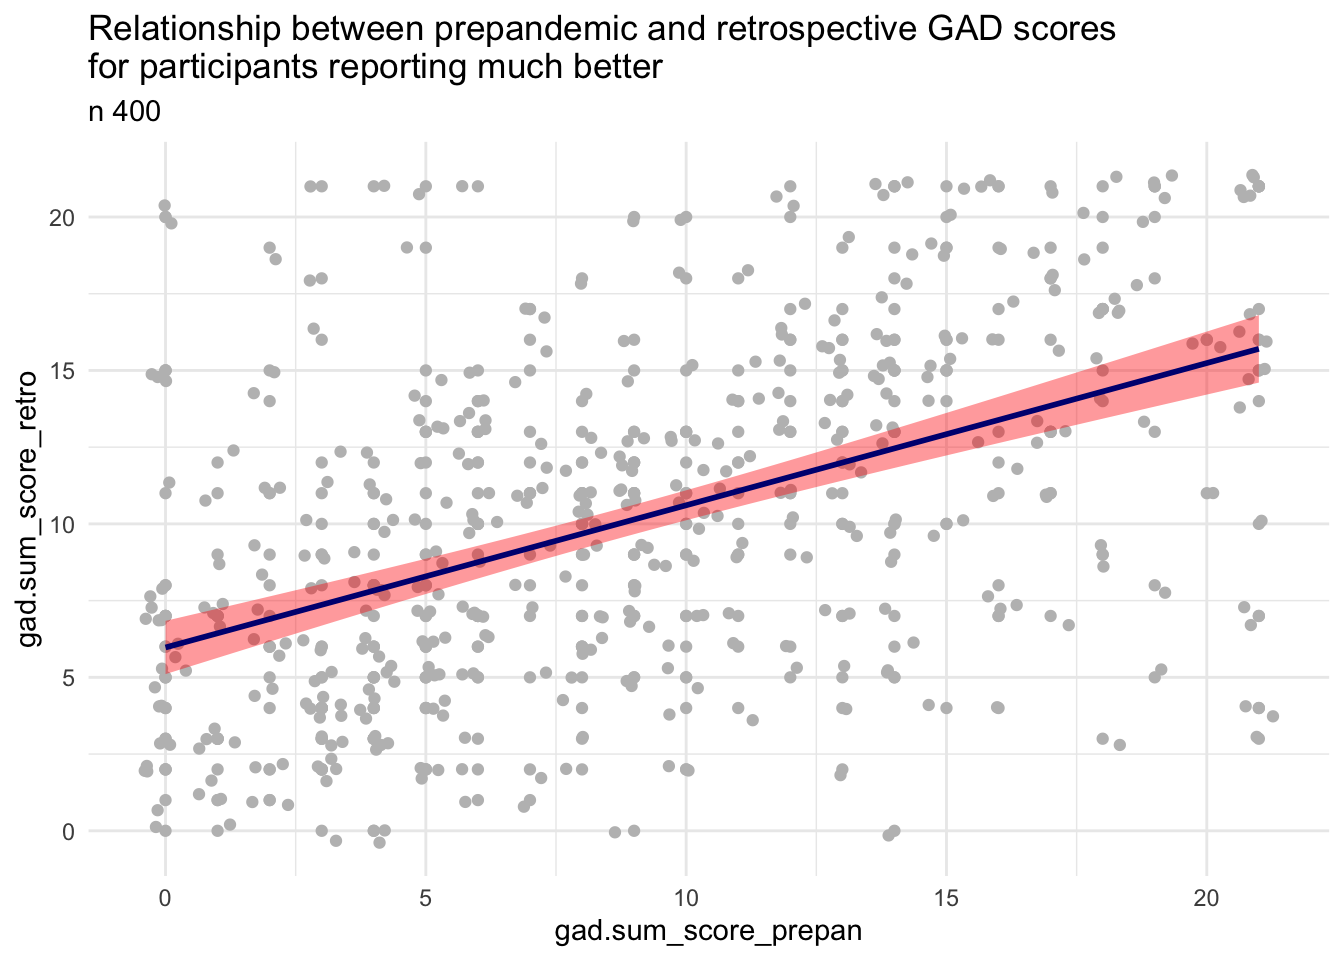 Relationship between prepandemic and retrospective GAD scores
for participants reporting much better
n 400
gad.sum_score_retro
20
15
10
5
0
0 5 10 15 20
gad.sum_score_prepan